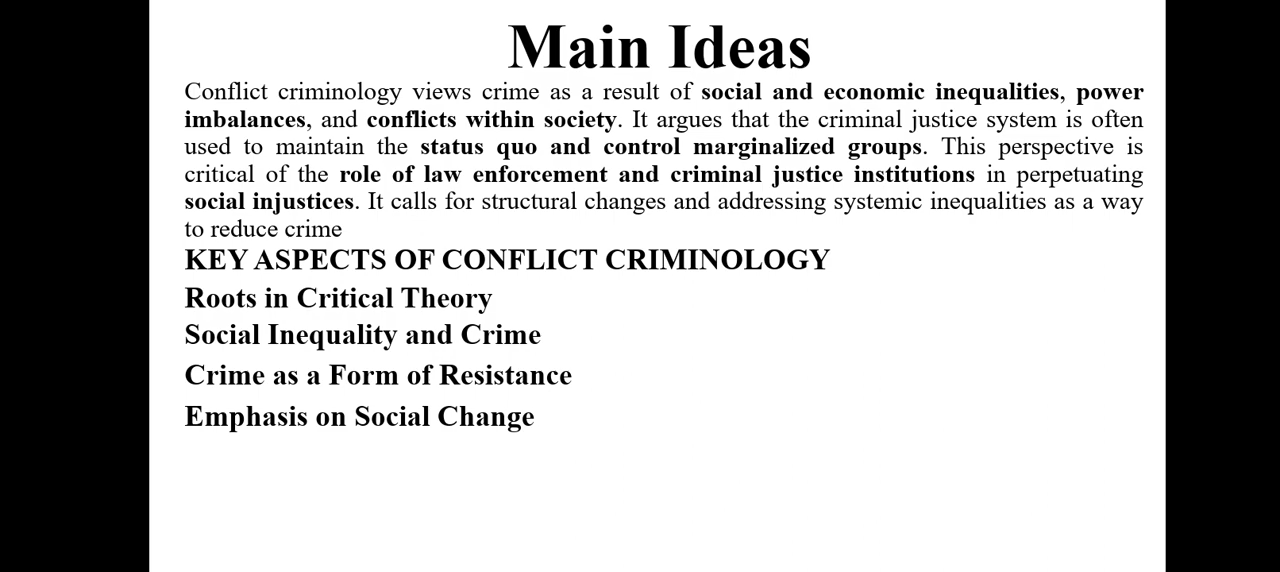 Main Ideas
Conflict criminology views crime as a result of social and economic inequalities, power
imbalances, and conflicts within society. It argues that the criminal justice system is often
used to maintain the status quo and control marginalized groups. This perspective is
critical of the role of law enforcement and criminal justice institutions in perpetuating
social injustices. It calls for structural changes and addressing systemic inequalities as a way
to reduce crime
KEY ASPECTS OF CONFLICT CRIMINOLOGY
Roots in Critical Theory
Social Inequality and Crime
Crime as a Form of Resistance
Emphasis on Social Change